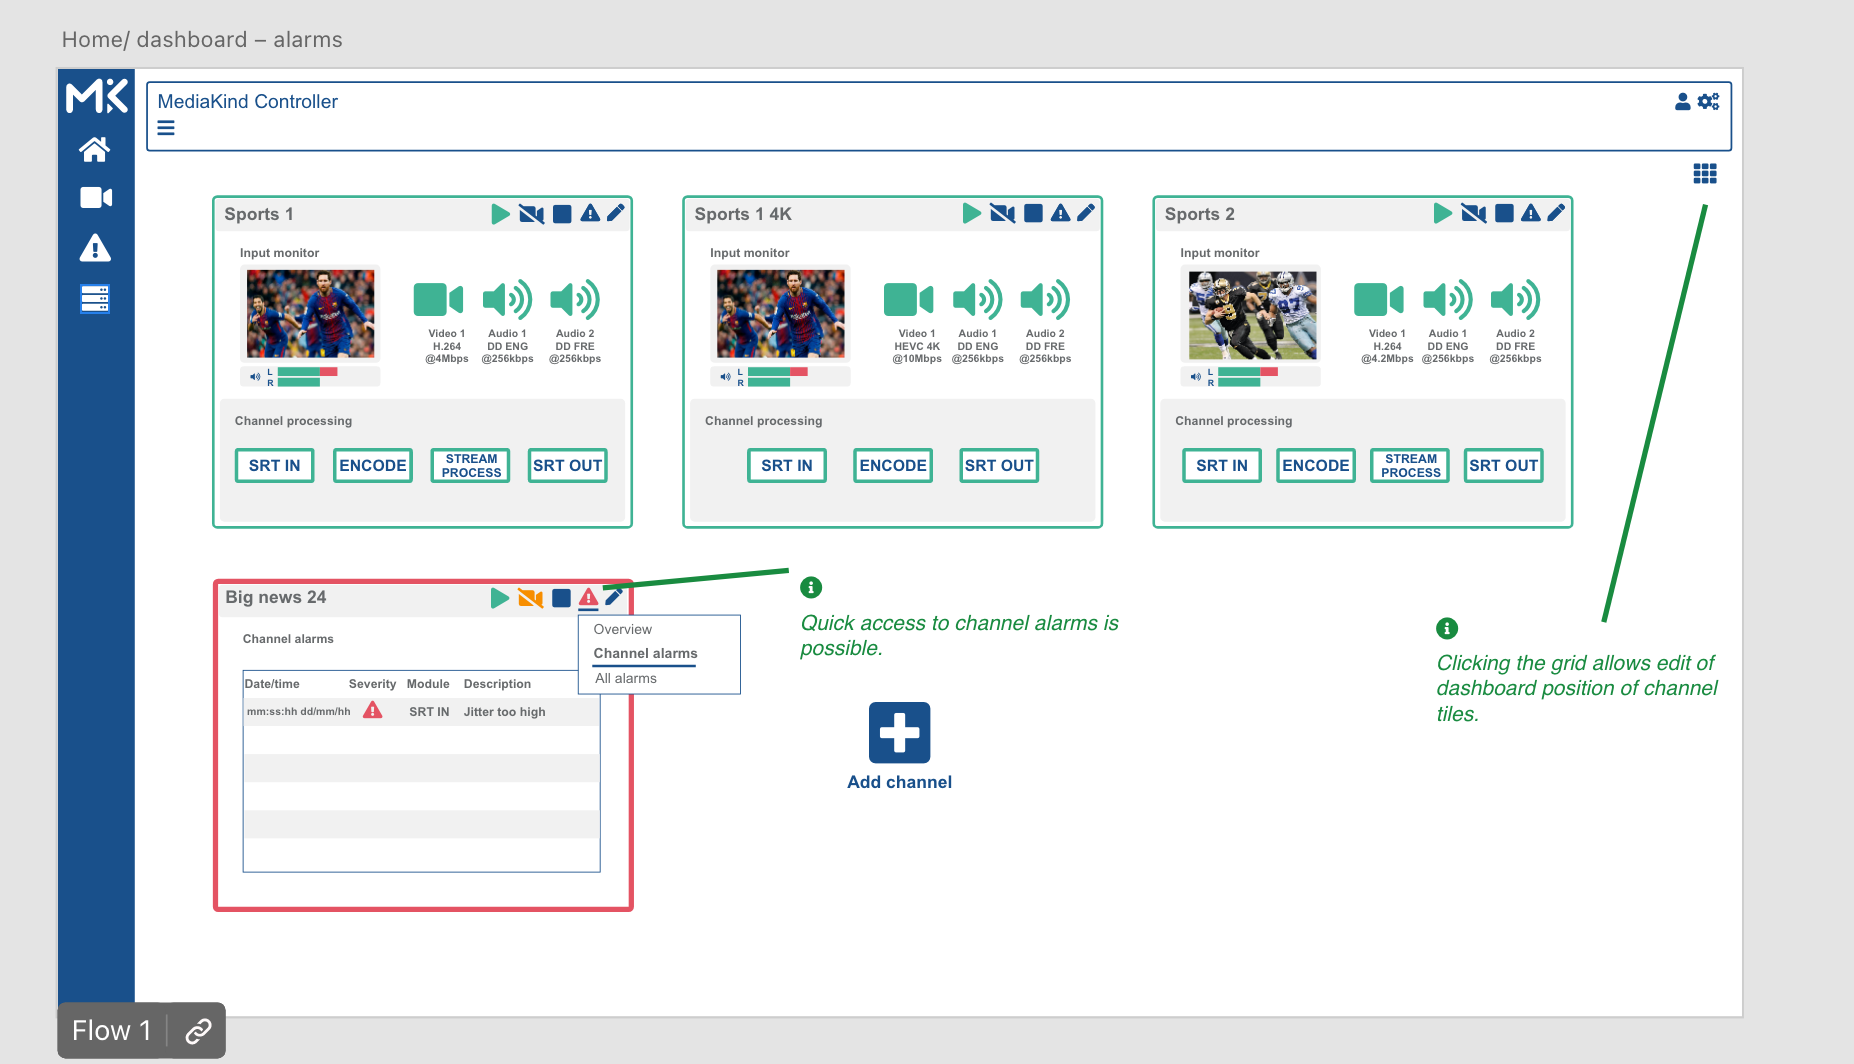 Home/ dashboard – alarms
MK
MediaKind Controller
Sports 1
Input monitor
L
R
Video 1
H.264
@4Mbps
Audio 1
DD ENG
@256kbps
Audio 2
DD FRE
@256kbps
Channel processing
SRT IN
ENCODE
STREAM
PROCESS
SRT OUT
Sports 1 4K
Input monitor
L
R
Video 1
HEVC 4K
@10Mbps
Audio 1
DD ENG
@256kbps
Audio 2
DD FRE
@256kbps
Channel processing
SRT IN
ENCODE
SRT OUT
Sports 2
Input monitor
L
R
Video 1
H.264
@4.2Mbps
Audio 1
DD ENG
@256kbps
Audio 2
DD FRE
@256kbps
Channel processing
SRT IN
ENCODE
STREAM
PROCESS
SRT OUT
Big news 24
Channel alarms
Overview
Channel alarms
All alarms
Date/time Severity Module Description
mm:ss:hh dd/mm/hh SRT IN Jitter too high
Quick access to channel alarms is
possible.
Add channel
Clicking the grid allows edit of
dashboard position of channel
tiles.
Flow 1